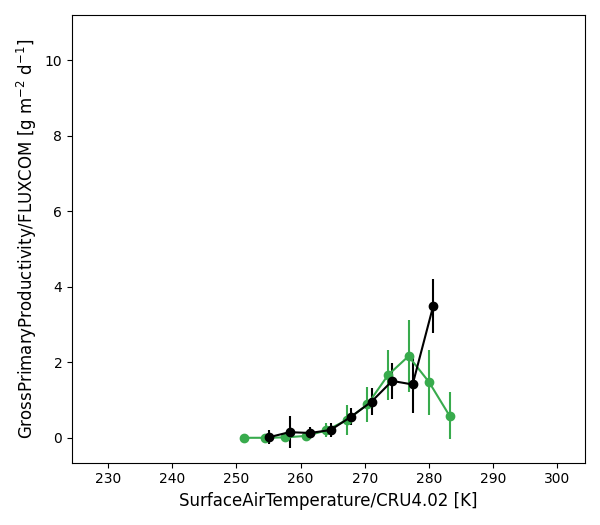 GrossPrimaryProductivity/FLUXCOM [g m⁻² d⁻¹]
10
8
6
4
2
0
230 240 250 260 270 280 290 300
SurfaceAirTemperature/CRU4.02 [K]